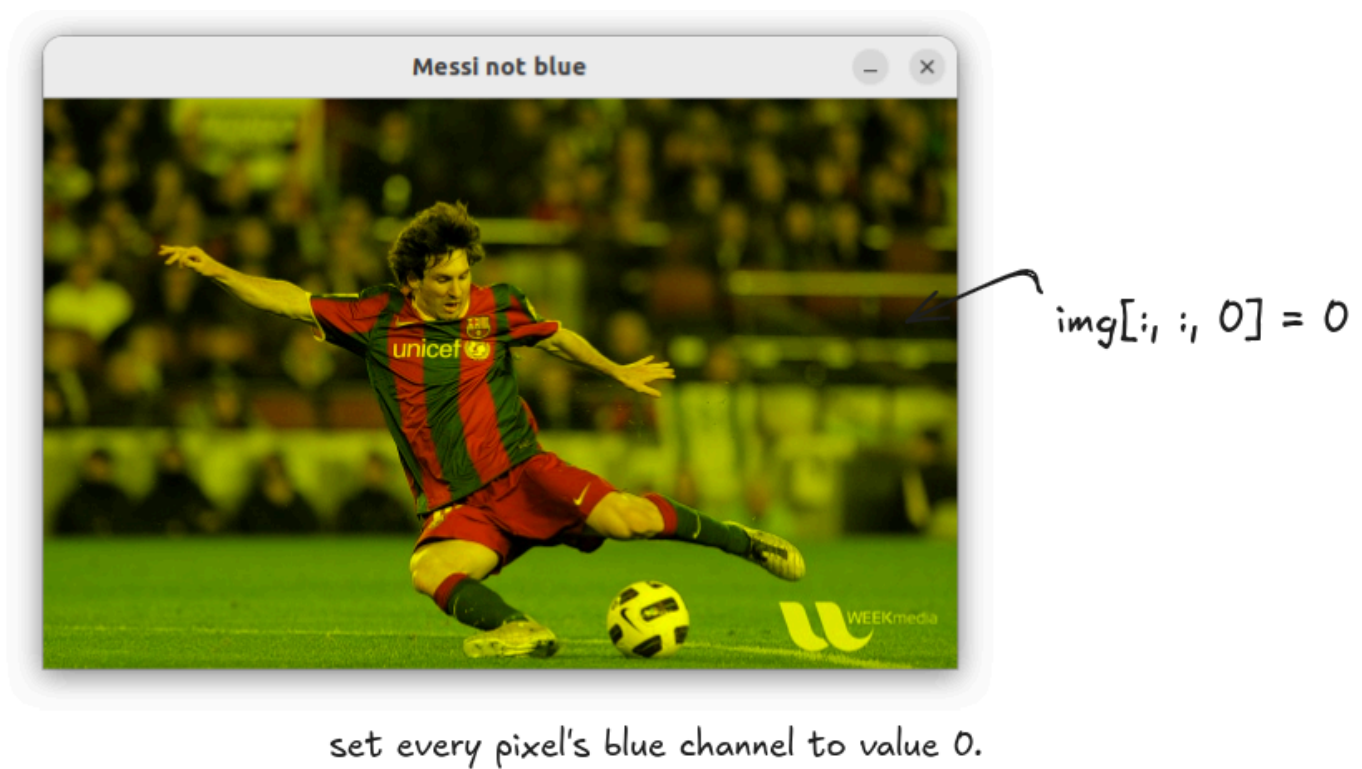 Messi not blue
unicef
WEEKmedia
img[:, :, 0] = 0
set every pixel's blue channel to value 0.